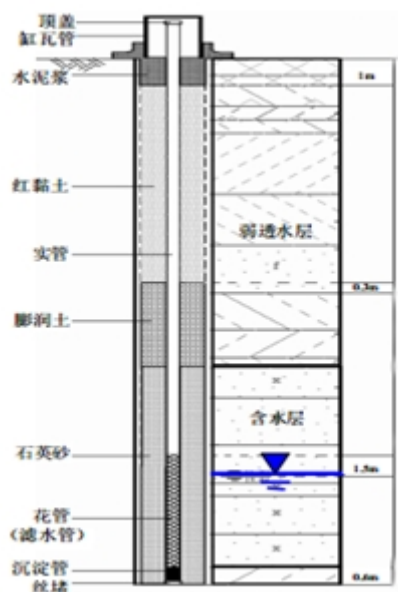 顶盖
缸瓦管
水泥浆
1m
红黏土
实管
弱透水层
f
0.3m
膨润土
含水层
石英砂
1.5m
花管
(滤水管)
沉淀管
0.6m
丝堵